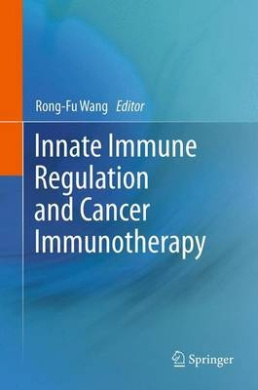 Rong-Fu Wang Editor
Innate Immune
Regulation
and Cancer
Immunotherapy
Springer